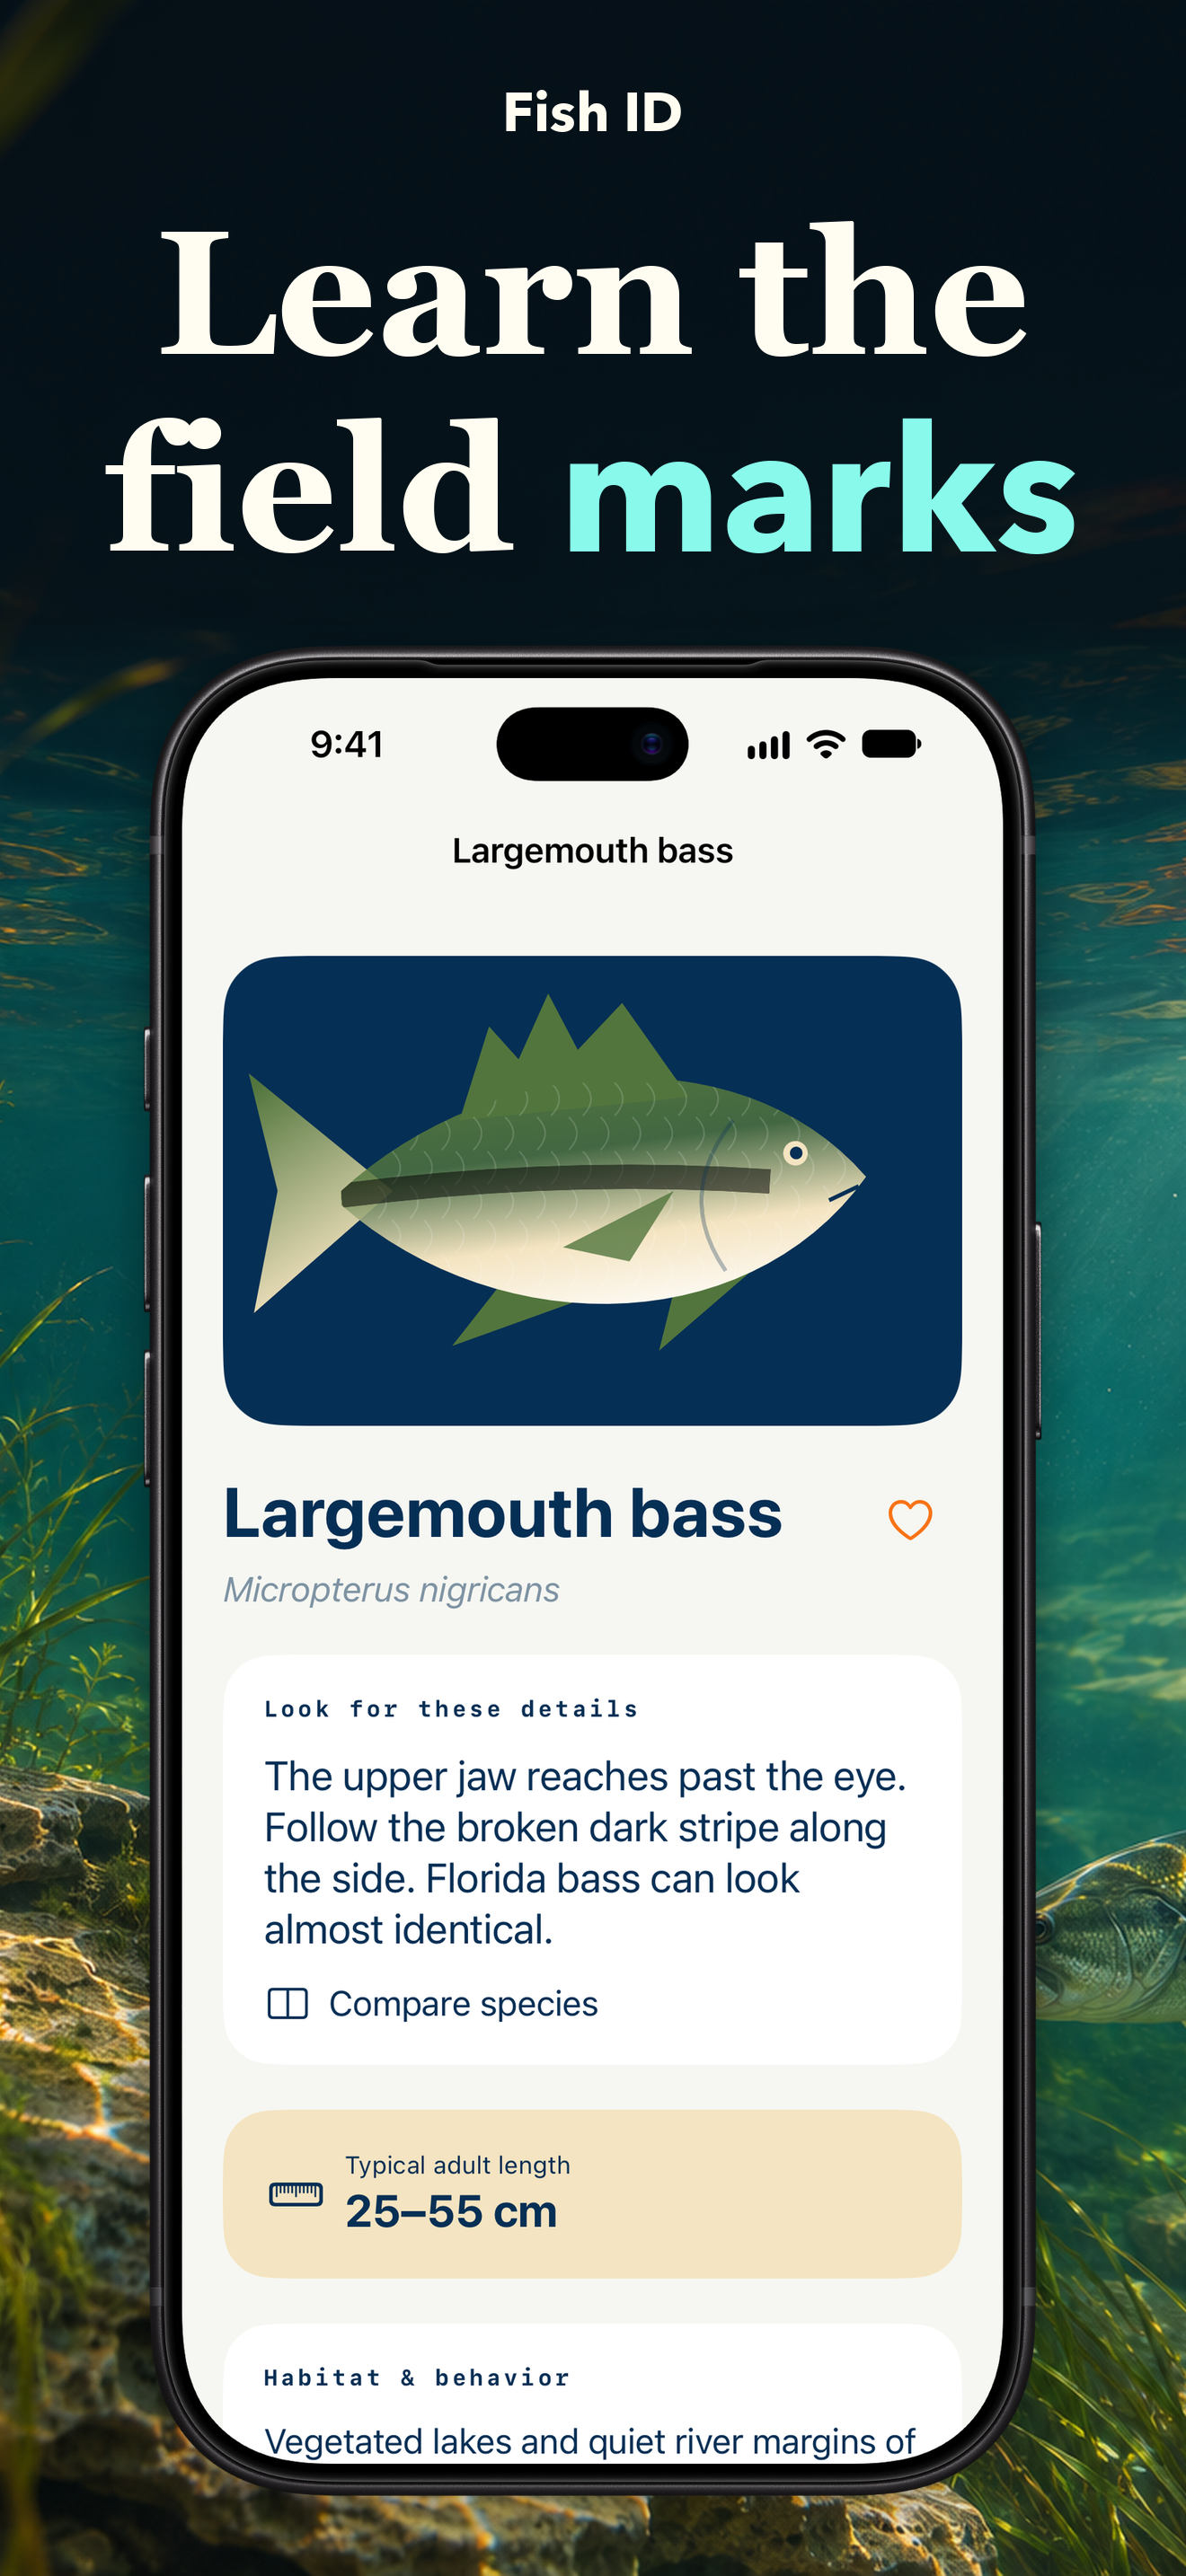 Fish ID
Learn the
field marks
9:41
Largemouth bass
Largemouth bass
Micropterus nigricans
Look for these details
The upper jaw reaches past the eye.
Follow the broken dark stripe along
the side. Florida bass can look
almost identical.
Compare species
Typical adult length
25–55 cm
Habitat & behavior
Vegetated lakes and quiet river margins of